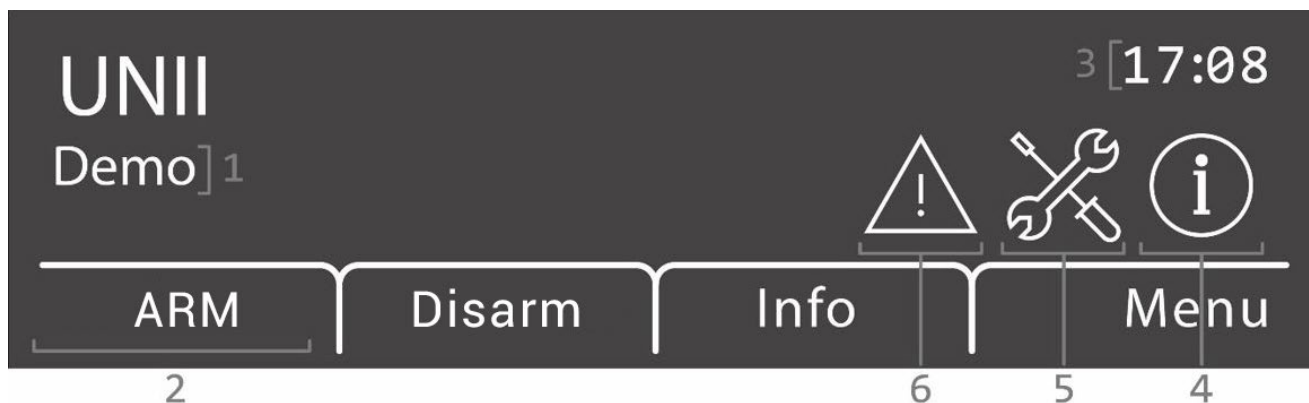 UNII
3 [17:08
Demo]1
!
i
ARM Disarm Info Menu
2 6 5 4